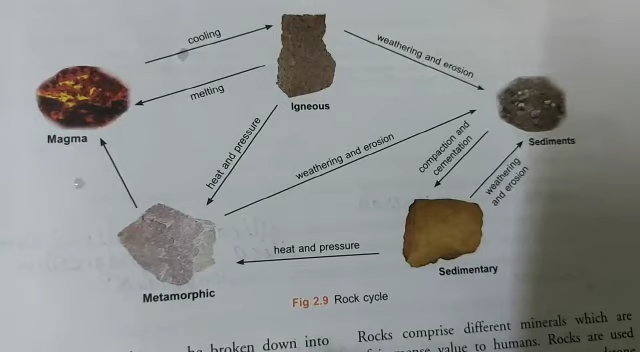 cooling
weathering and erosion
melting
Igneous
Magma
heat and pressure
weathering and erosion
compaction and
cementation
Sediments
weathering
and erosion
heat and pressure
Sedimentary
Metamorphic
Fig 2.9 Rock cycle
be broken down into
Rocks comprise different minerals which are
value to humans. Rocks are used